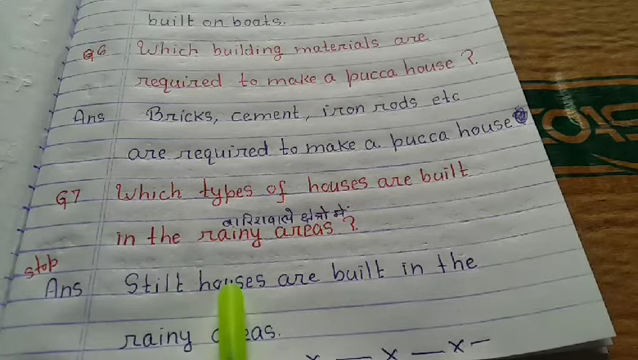 built on boats.
Q6 Which building materials are
required to make a pucca house ?
Ans Bricks, cement, iron rods etc
are required to make a pucca house
Q7 Which types of houses are built
बारिशवाले क्षेत्रो में
in the rainy areas ?
stop
Ans Stilt houses are built in the
rainy areas.
x — x — x —